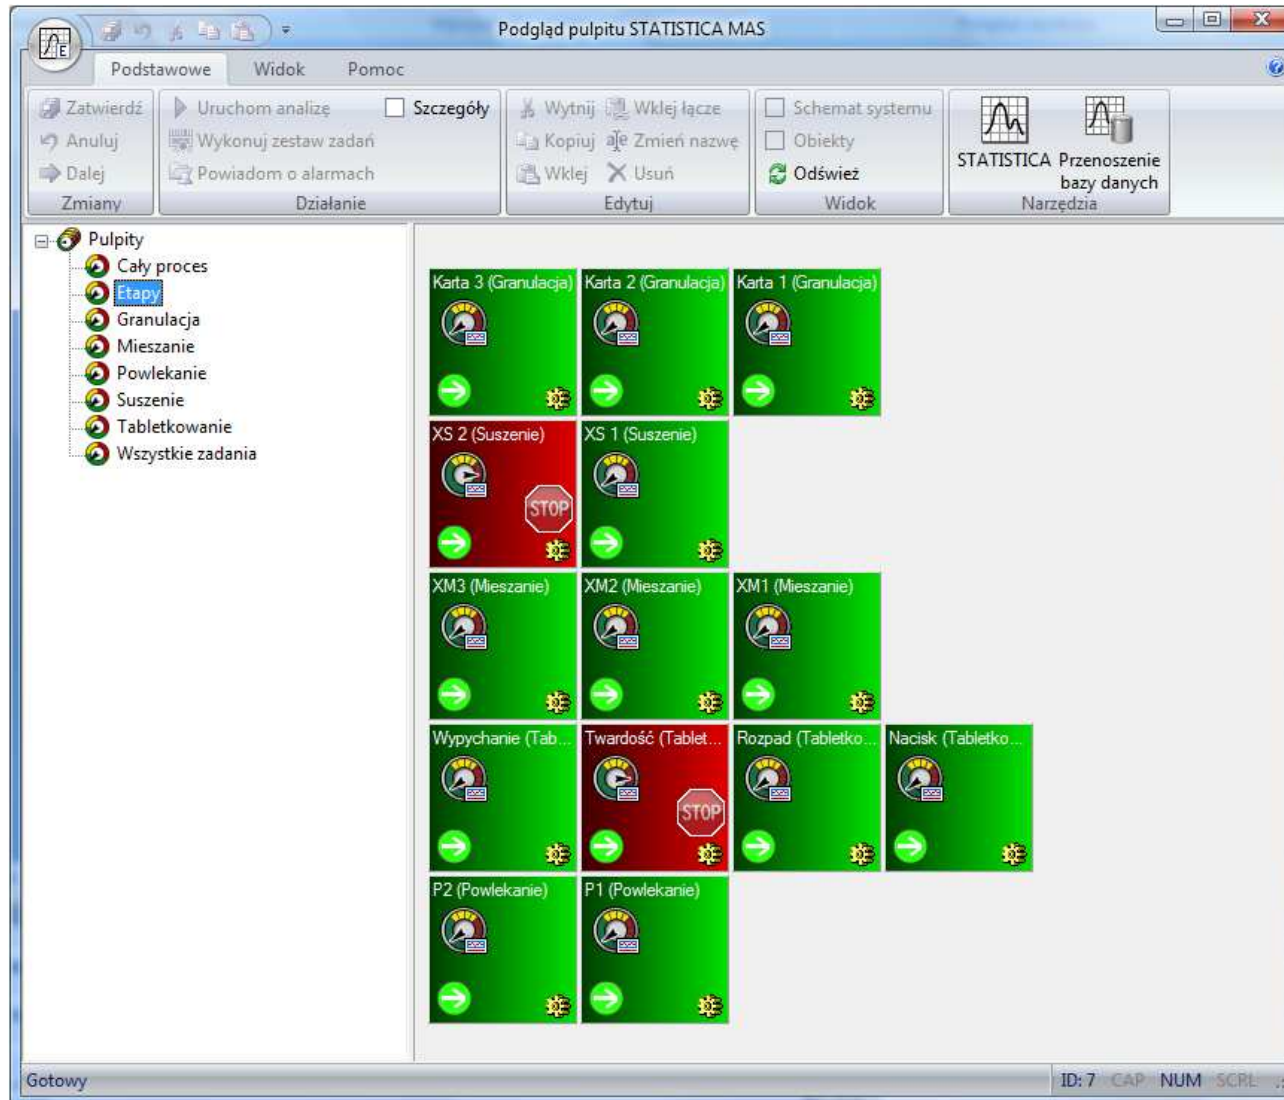 Podgląd pulpitu STATISTICA MAS
E
Podstawowe Widok Pomoc
Zatwierdź Uruchom analizę Szczegóły Wytnij Wklej łącze Schemat systemu
Anuluj Wykonuj zestaw zadań Kopiuj Zmień nazwę Obiekty
Dalej Powiadom o alarmach Wklej Usuń Odśwież
STATISTICA Przenoszenie bazy danych
Zmiany Działanie Edytuj Widok Narzędzia
Pulpity
Cały proces
Etapy
Granulacja
Mieszanie
Powlekanie
Suszenie
Tabletkowanie
Wszystkie zadania
Karta 3 (Granulacja) Karta 2 (Granulacja) Karta 1 (Granulacja)
XS 2 (Suszenie) XS 1 (Suszenie)
STOP
XM3 (Mieszanie) XM2 (Mieszanie) XM1 (Mieszanie)
Wypychanie (Tab... Twardość (Tablet... Rozpad (Tabletko... Nacisk (Tabletko...
STOP
P2 (Powlekanie) P1 (Powlekanie)
Gotowy ID: 7 CAP NUM SCRL